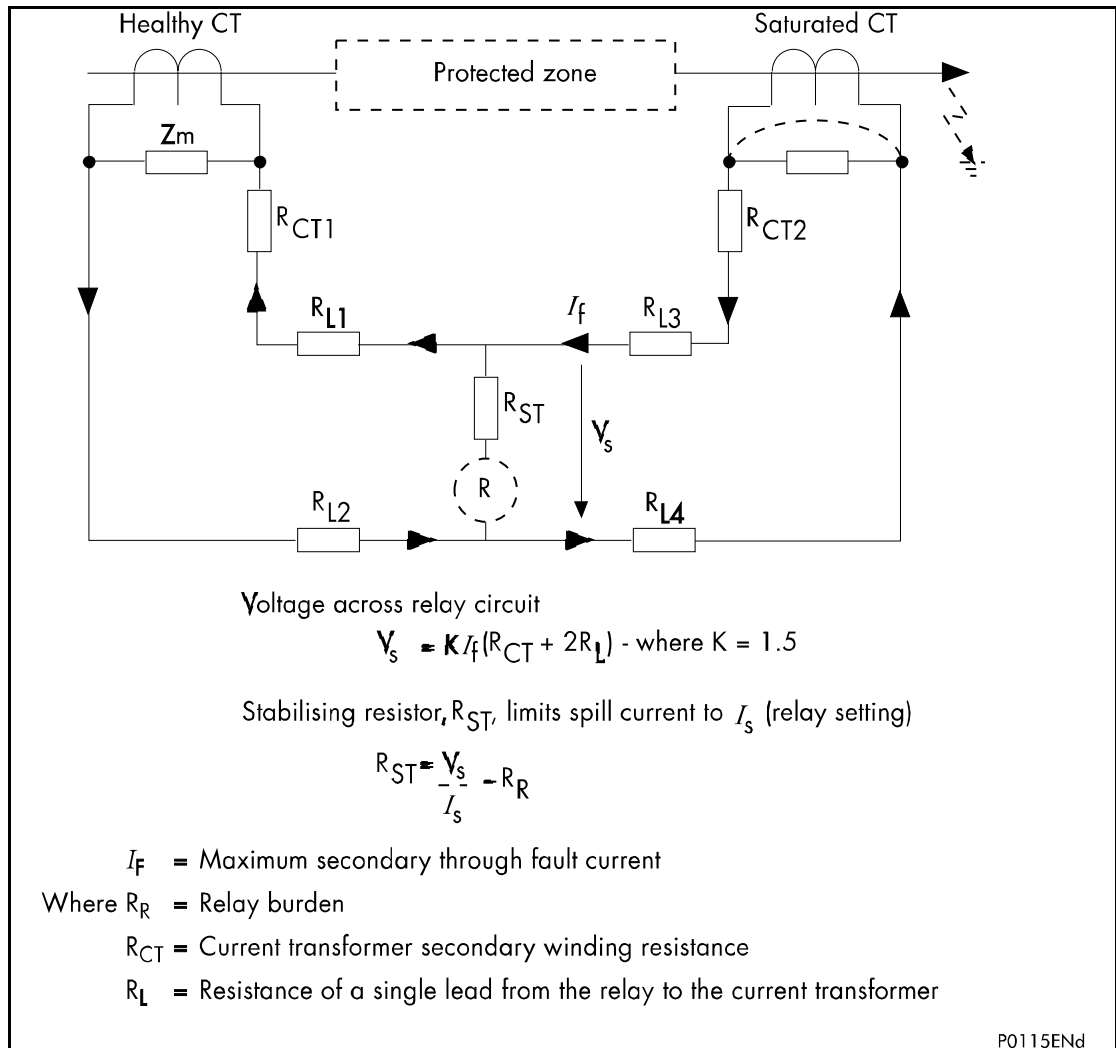 Healthy CT
Saturated CT
Protected zone
Zm
RCT1
RCT2
RL1
If
RL3
RST
Vs
R
RL2
RL4
Voltage across relay circuit
Vs = KIf(RCT + 2RL) - where K = 1.5
Stabilising resistor, RST, limits spill current to Is (relay setting)
RST = Vs/Is - RR
IF = Maximum secondary through fault current
Where RR = Relay burden
RCT = Current transformer secondary winding resistance
RL = Resistance of a single lead from the relay to the current transformer
P0115ENd